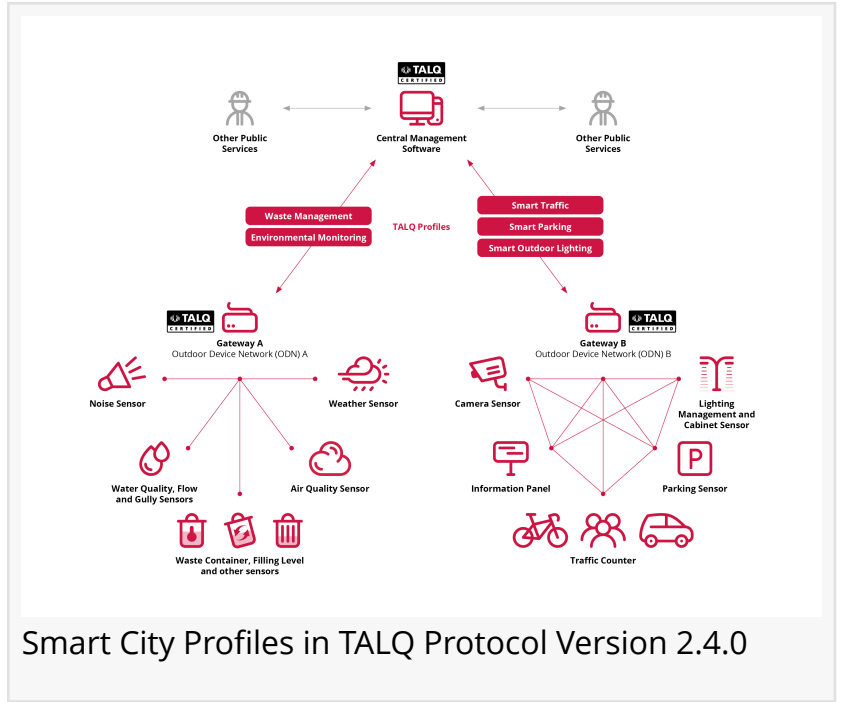 TALQ
CERTIFIED
Other Public
Services
Central Management
Software
Other Public
Services
Waste Management
Environmental Monitoring
TALQ Profiles
Smart Traffic
Smart Parking
Smart Outdoor Lighting
TALQ
CERTIFIED
Gateway A
Outdoor Device Network (ODN) A
TALQ
CERTIFIED
Gateway B
Outdoor Device Network (ODN) B
Noise Sensor
Weather Sensor
Water Quality, Flow
and Gully Sensors
Air Quality Sensor
Waste Container, Filling Level
and other sensors
Camera Sensor
Lighting
Management and
Cabinet Sensor
Information Panel
P
Parking Sensor
Traffic Counter
Smart City Profiles in TALQ Protocol Version 2.4.0